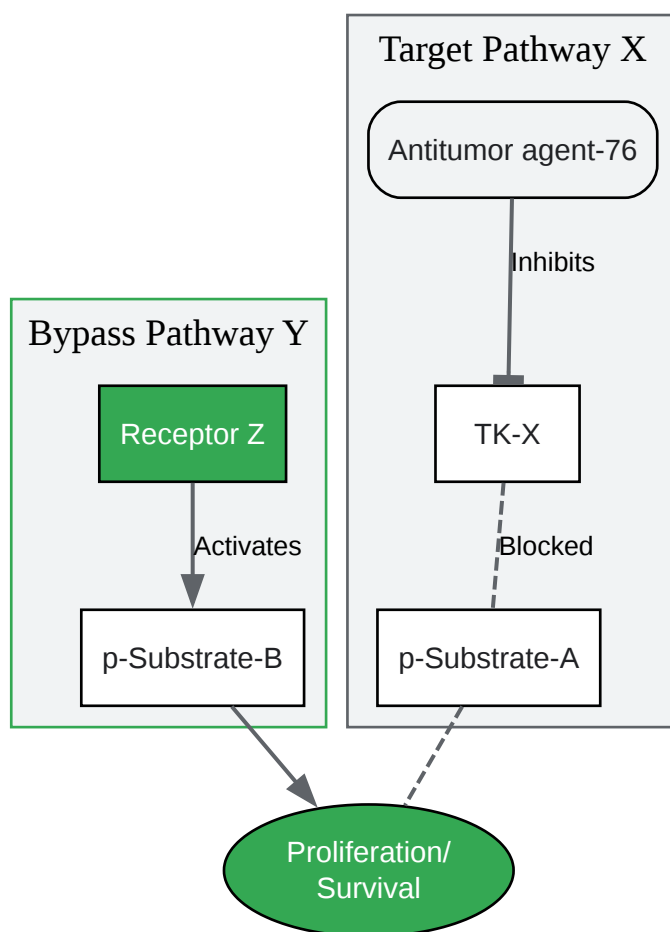 Target Pathway X
Antitumor agent-76
Inhibits
TK-X
Blocked
p-Substrate-A
Bypass Pathway Y
Receptor Z
Activates
p-Substrate-B
Proliferation/
Survival